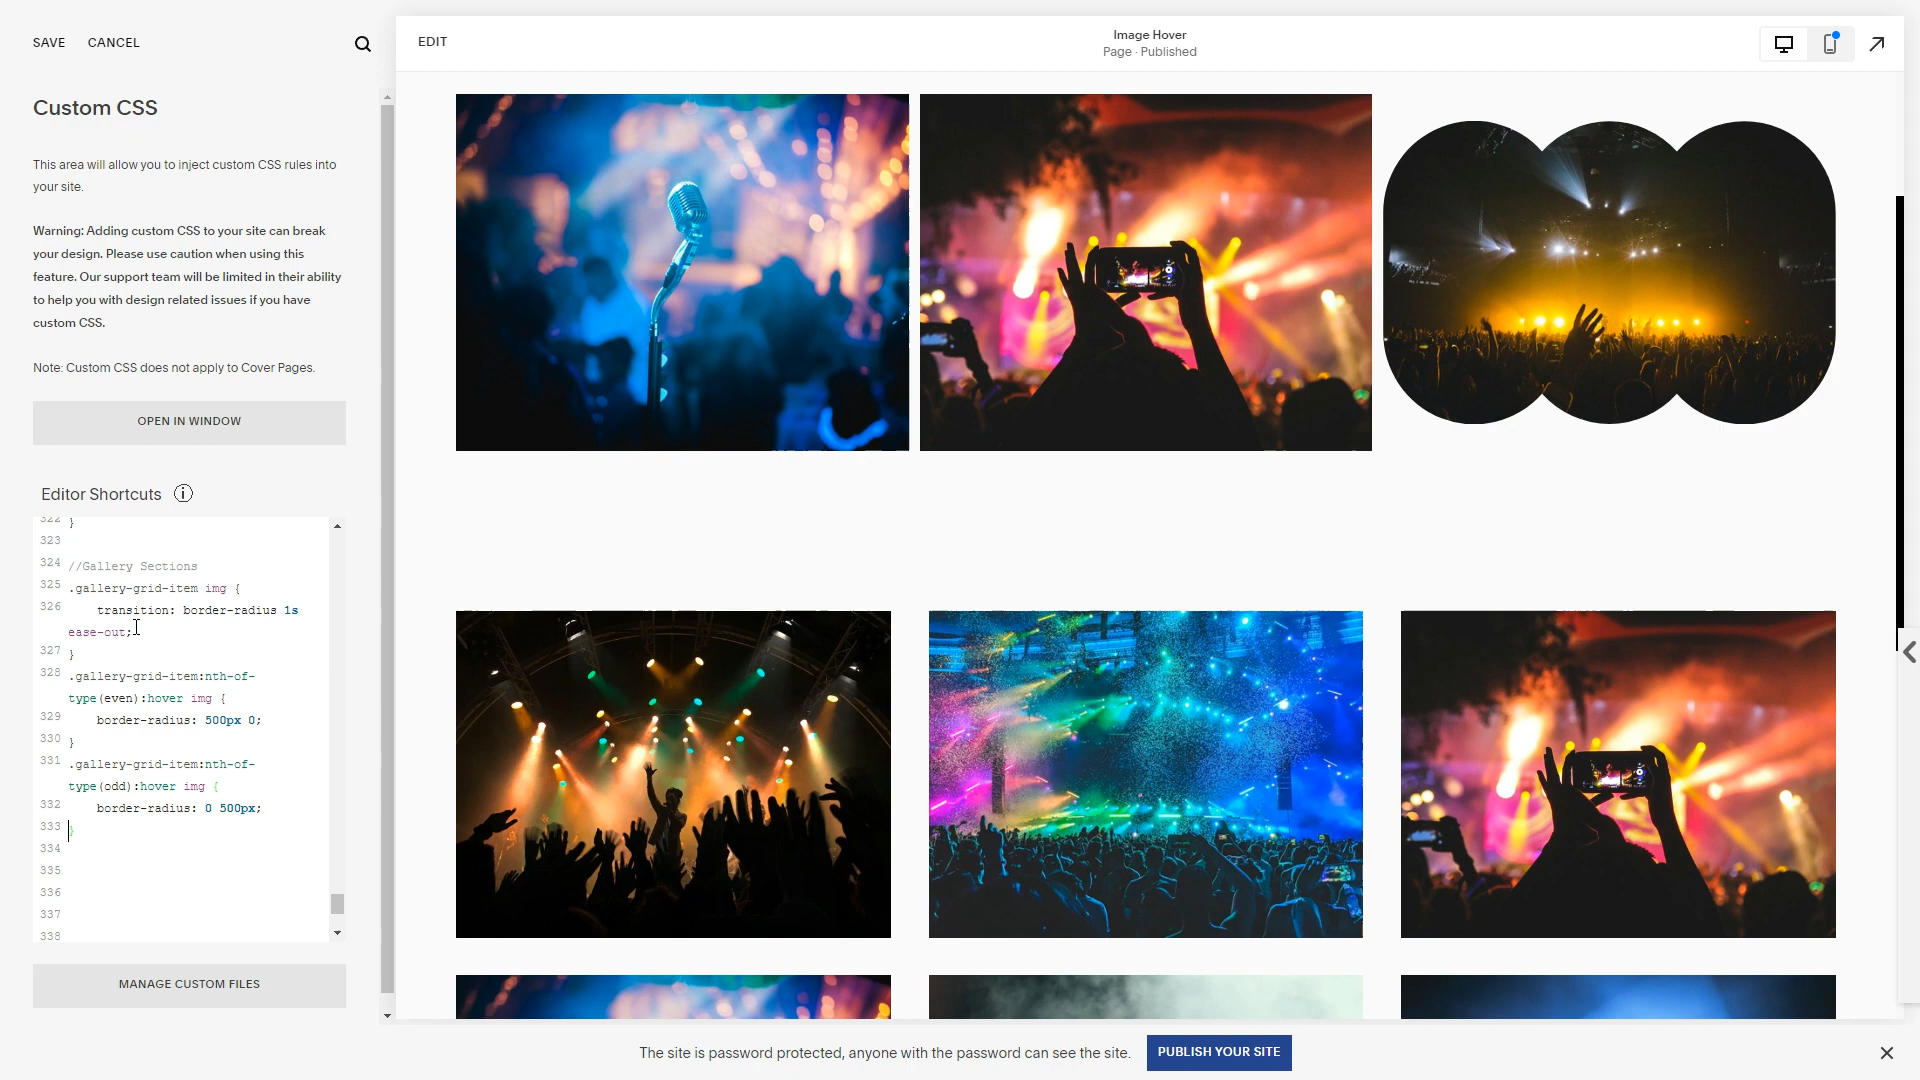 SAVE CANCEL
EDIT
Image Hover
Page · Published
Custom CSS
This area will allow you to inject custom CSS rules into
your site.
Warning: Adding custom CSS to your site can break
your design. Please use caution when using this
feature. Our support team will be limited in their ability
to help you with design related issues if you have
custom CSS.
Note: Custom CSS does not apply to Cover Pages.
OPEN IN WINDOW
Editor Shortcuts
322 }
323
324 //Gallery Sections
325 .gallery-grid-item img {
326 transition: border-radius 1s
ease-out;
327 }
328 .gallery-grid-item:nth-of-
type(even):hover img {
329 border-radius: 500px 0;
330 }
331 .gallery-grid-item:nth-of-
type(odd):hover img {
332 border-radius: 0 500px;
333 }
334
335
336
337
338
MANAGE CUSTOM FILES
The site is password protected, anyone with the password can see the site.
PUBLISH YOUR SITE